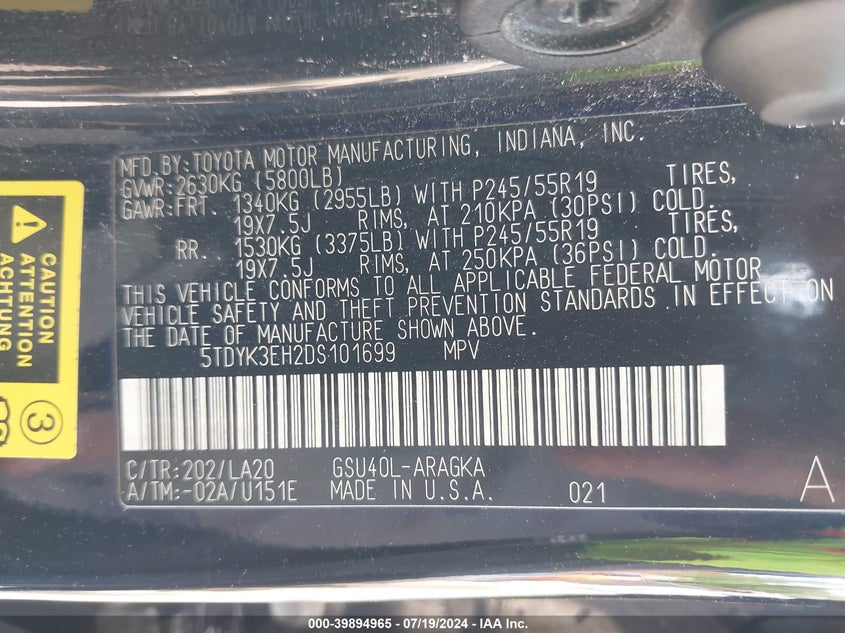 MFD.BY:TOYOTA MOTOR MANUFACTURING, INDIANA, INC.
GVWR:2630KG (5800LB)
GAWR:FRT. 1340KG (2955LB) WITH P245/55R19 TIRES,
19X7.5J RIMS, AT 210KPA (30PSI) COLD.
RR. 1530KG (3375LB) WITH P245/55R19 TIRES,
19X7.5J RIMS, AT 250KPA (36PSI) COLD.
THIS VEHICLE CONFORMS TO ALL APPLICABLE FEDERAL MOTOR
VEHICLE SAFETY AND THEFT PREVENTION STANDARDS IN EFFECT ON
THE DATE OF MANUFACTURE SHOWN ABOVE.
5TDYK3EH2DS101699 MPV
C/TR:202/LA20 GSU40L-ARAGKA
A/TM:-02A/U151E MADE IN U.S.A. 021 A
CAUTION
ATTENTION
ACHTUNG
3
000-39894965 - 07/19/2024 - IAA Inc.